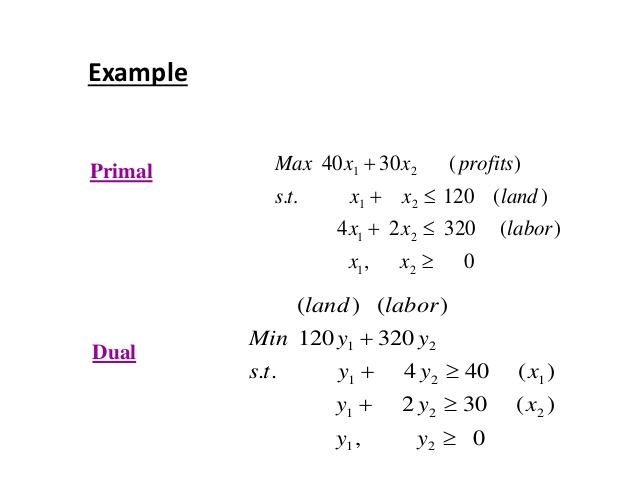 Example
Primal
Max 40x₁ + 30x₂ (profits)
s.t. x₁ + x₂ ≤ 120 (land)
4x₁ + 2x₂ ≤ 320 (labor)
x₁, x₂ ≥ 0
(land) (labor)
Dual
Min 120y₁ + 320y₂
s.t. y₁ + 4y₂ ≥ 40 (x₁)
y₁ + 2y₂ ≥ 30 (x₂)
y₁, y₂ ≥ 0